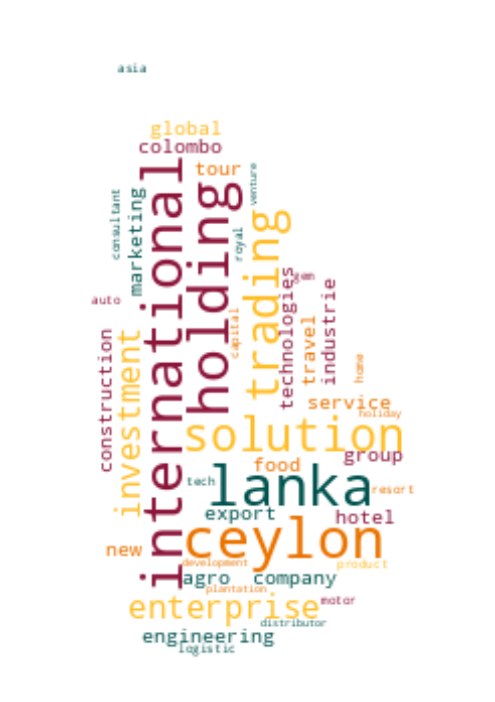 asia
global
colombo
tour
venture
consultant
marketing
international
holding
royal
trading
gem
technologies
industrie
auto
capital
travel
construction
investment
home
service
holiday
solution
group
food
tech
lanka
resort
export
hotel
new
ceylon
development
product
agro
company
plantation
enterprise
motor
distributor
engineering
logistic